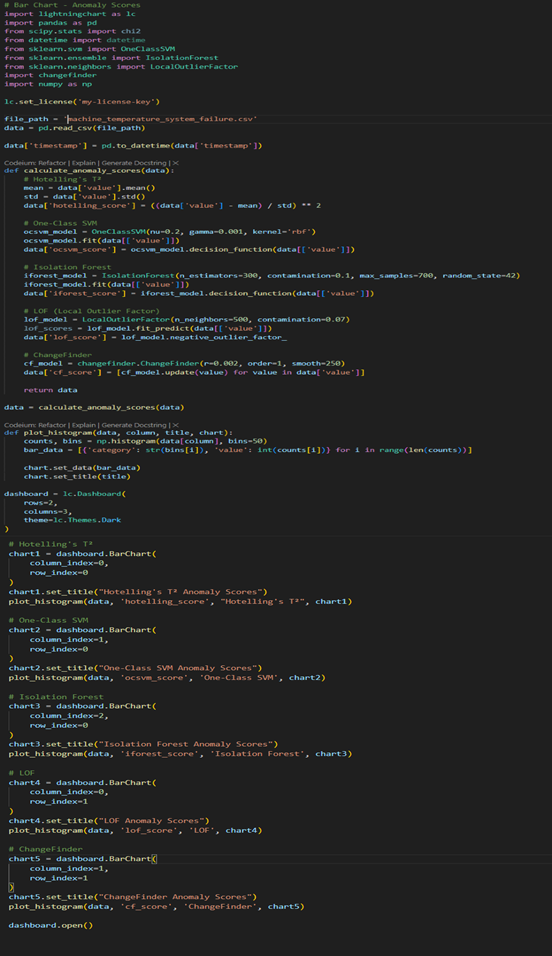 # Bar Chart - Anomaly Scores
import lightningchart as lc
import pandas as pd
from scipy.stats import chi2
from datetime import datetime
from sklearn.svm import OneClassSVM
from sklearn.ensemble import IsolationForest
from sklearn.neighbors import LocalOutlierFactor
import changefinder
import numpy as np
lc.set_license('my-license-key')
file_path = 'machine_temperature_system_failure.csv'
data = pd.read_csv(file_path)
data['timestamp'] = pd.to_datetime(data['timestamp'])
Codeium: Refactor | Explain | Generate Docstring | ×
def calculate_anomaly_scores(data):
# Hotelling's T²
mean = data['value'].mean()
std = data['value'].std()
data['hotelling_score'] = ((data['value'] - mean) / std) ** 2
# One-Class SVM
ocsvm_model = OneClassSVM(nu=0.2, gamma=0.001, kernel='rbf')
ocsvm_model.fit(data[['value']])
data['ocsvm_score'] = ocsvm_model.decision_function(data[['value']])
# Isolation Forest
iforest_model = IsolationForest(n_estimators=300, contamination=0.1, max_samples=700, random_state=42)
iforest_model.fit(data[['value']])
data['iforest_score'] = iforest_model.decision_function(data[['value']])
# LOF (Local Outlier Factor)
lof_model = LocalOutlierFactor(n_neighbors=500, contamination=0.07)
lof_scores = lof_model.fit_predict(data[['value']])
data['lof_score'] = lof_model.negative_outlier_factor_
# ChangeFinder
cf_model = changefinder.ChangeFinder(r=0.002, order=1, smooth=250)
data['cf_score'] = [cf_model.update(value) for value in data['value']]
return data
data = calculate_anomaly_scores(data)
Codeium: Refactor | Explain | Generate Docstring | ×
def plot_histogram(data, column, title, chart):
counts, bins = np.histogram(data[column], bins=50)
bar_data = [{'category': str(bins[i]), 'value': int(counts[i])} for i in range(len(counts))]
chart.set_data(bar_data)
chart.set_title(title)
dashboard = lc.Dashboard(
rows=2,
columns=3,
theme=lc.Themes.Dark
)
# Hotelling's T²
chart1 = dashboard.BarChart(
column_index=0,
row_index=0
)
chart1.set_title("Hotelling's T² Anomaly Scores")
plot_histogram(data, 'hotelling_score', "Hotelling's T²", chart1)
# One-Class SVM
chart2 = dashboard.BarChart(
column_index=1,
row_index=0
)
chart2.set_title("One-Class SVM Anomaly Scores")
plot_histogram(data, 'ocsvm_score', 'One-Class SVM', chart2)
# Isolation Forest
chart3 = dashboard.BarChart(
column_index=2,
row_index=0
)
chart3.set_title("Isolation Forest Anomaly Scores")
plot_histogram(data, 'iforest_score', 'Isolation Forest', chart3)
# LOF
chart4 = dashboard.BarChart(
column_index=0,
row_index=1
)
chart4.set_title("LOF Anomaly Scores")
plot_histogram(data, 'lof_score', 'LOF', chart4)
# ChangeFinder
chart5 = dashboard.BarChart(
column_index=1,
row_index=1
)
chart5.set_title("ChangeFinder Anomaly Scores")
plot_histogram(data, 'cf_score', 'ChangeFinder', chart5)
dashboard.open()